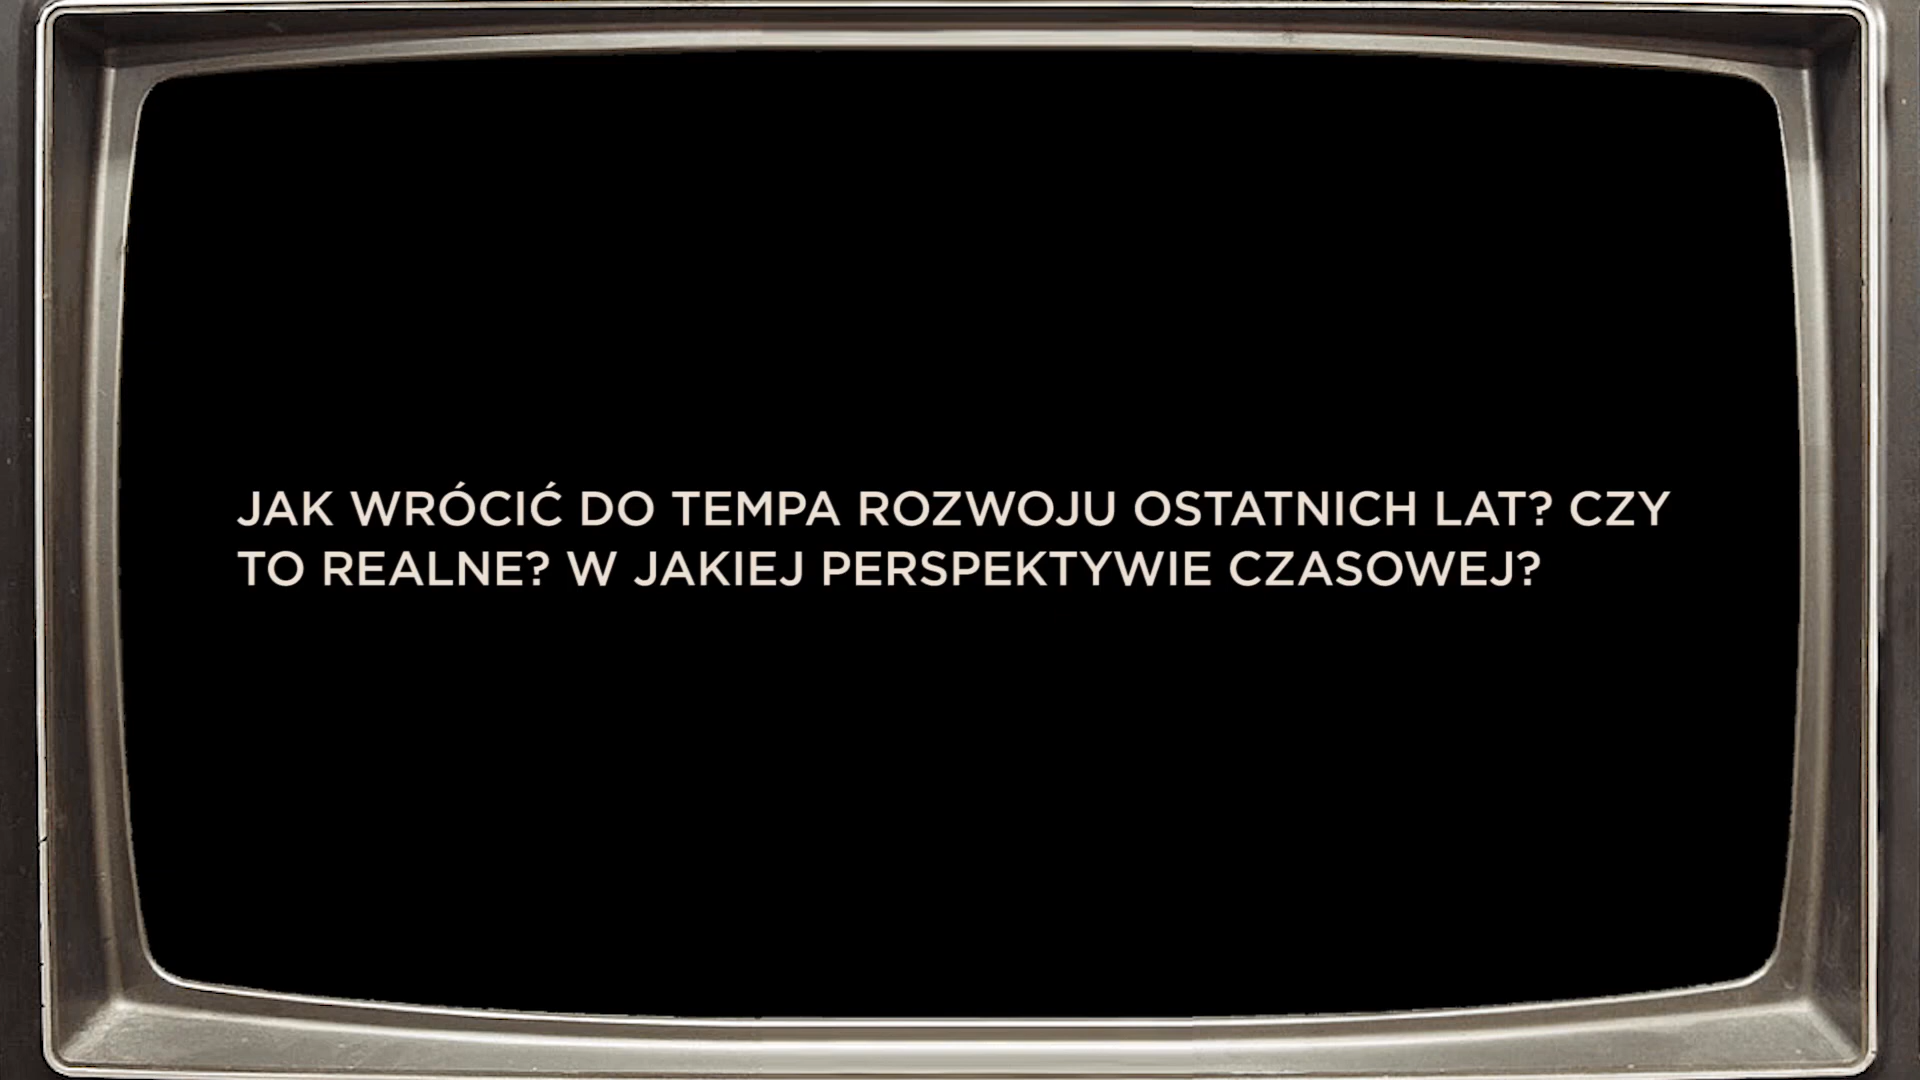 JAK WRÓCIĆ DO TEMPA ROZWOJU OSTATNICH LAT? CZY
TO REALNE? W JAKIEJ PERSPEKTYWIE CZASOWEJ?